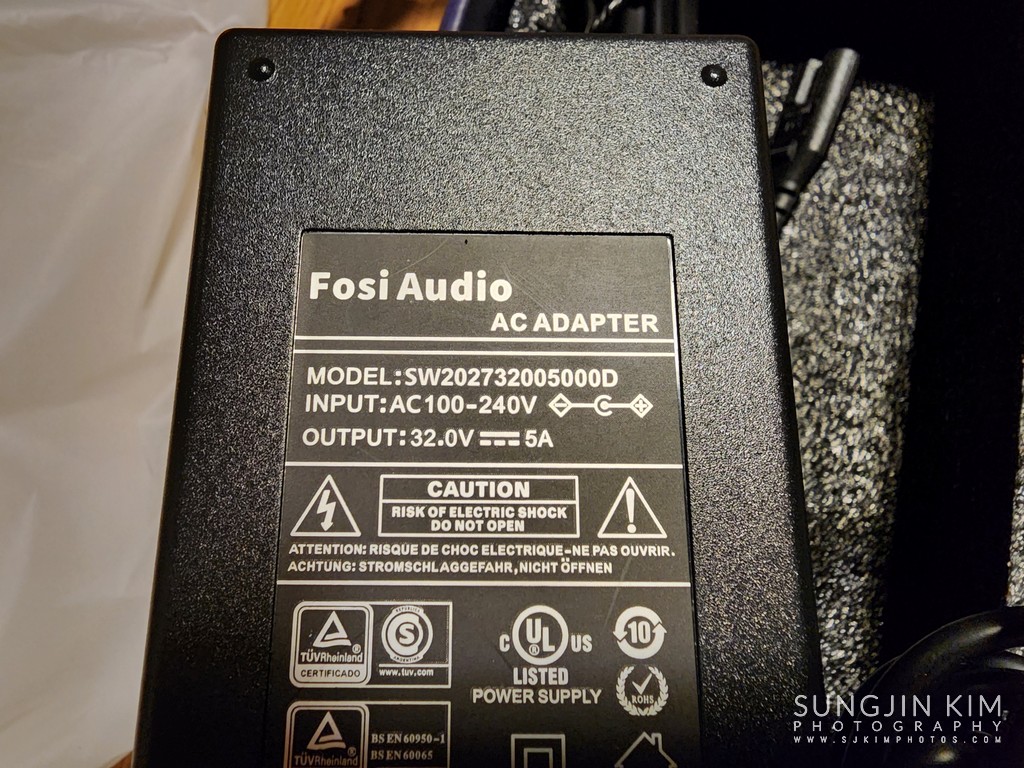 Fosi Audio
AC ADAPTER
MODEL:SW202732005000D
INPUT:AC100-240V
OUTPUT:32.0V 5A
CAUTION
RISK OF ELECTRIC SHOCK
DO NOT OPEN
ATTENTION: RISQUE DE CHOC ELECTRIQUE-NE PAS OUVRIR.
ACHTUNG: STROMSCHLAGGEFAHR, NICHT ÖFFNEN
TÜVRheinland®
CERTIFICADO
REPUBLICA
S
ARGENTINA
www.tuv.com
C UL® US
LISTED
POWER SUPPLY
10
ROHS
TÜVRheinland®
BS EN 60950-1
BS EN 60065
SUNGJIN KIM
PHOTOGRAPHY
WWW.SJKIMPHOTOS.COM